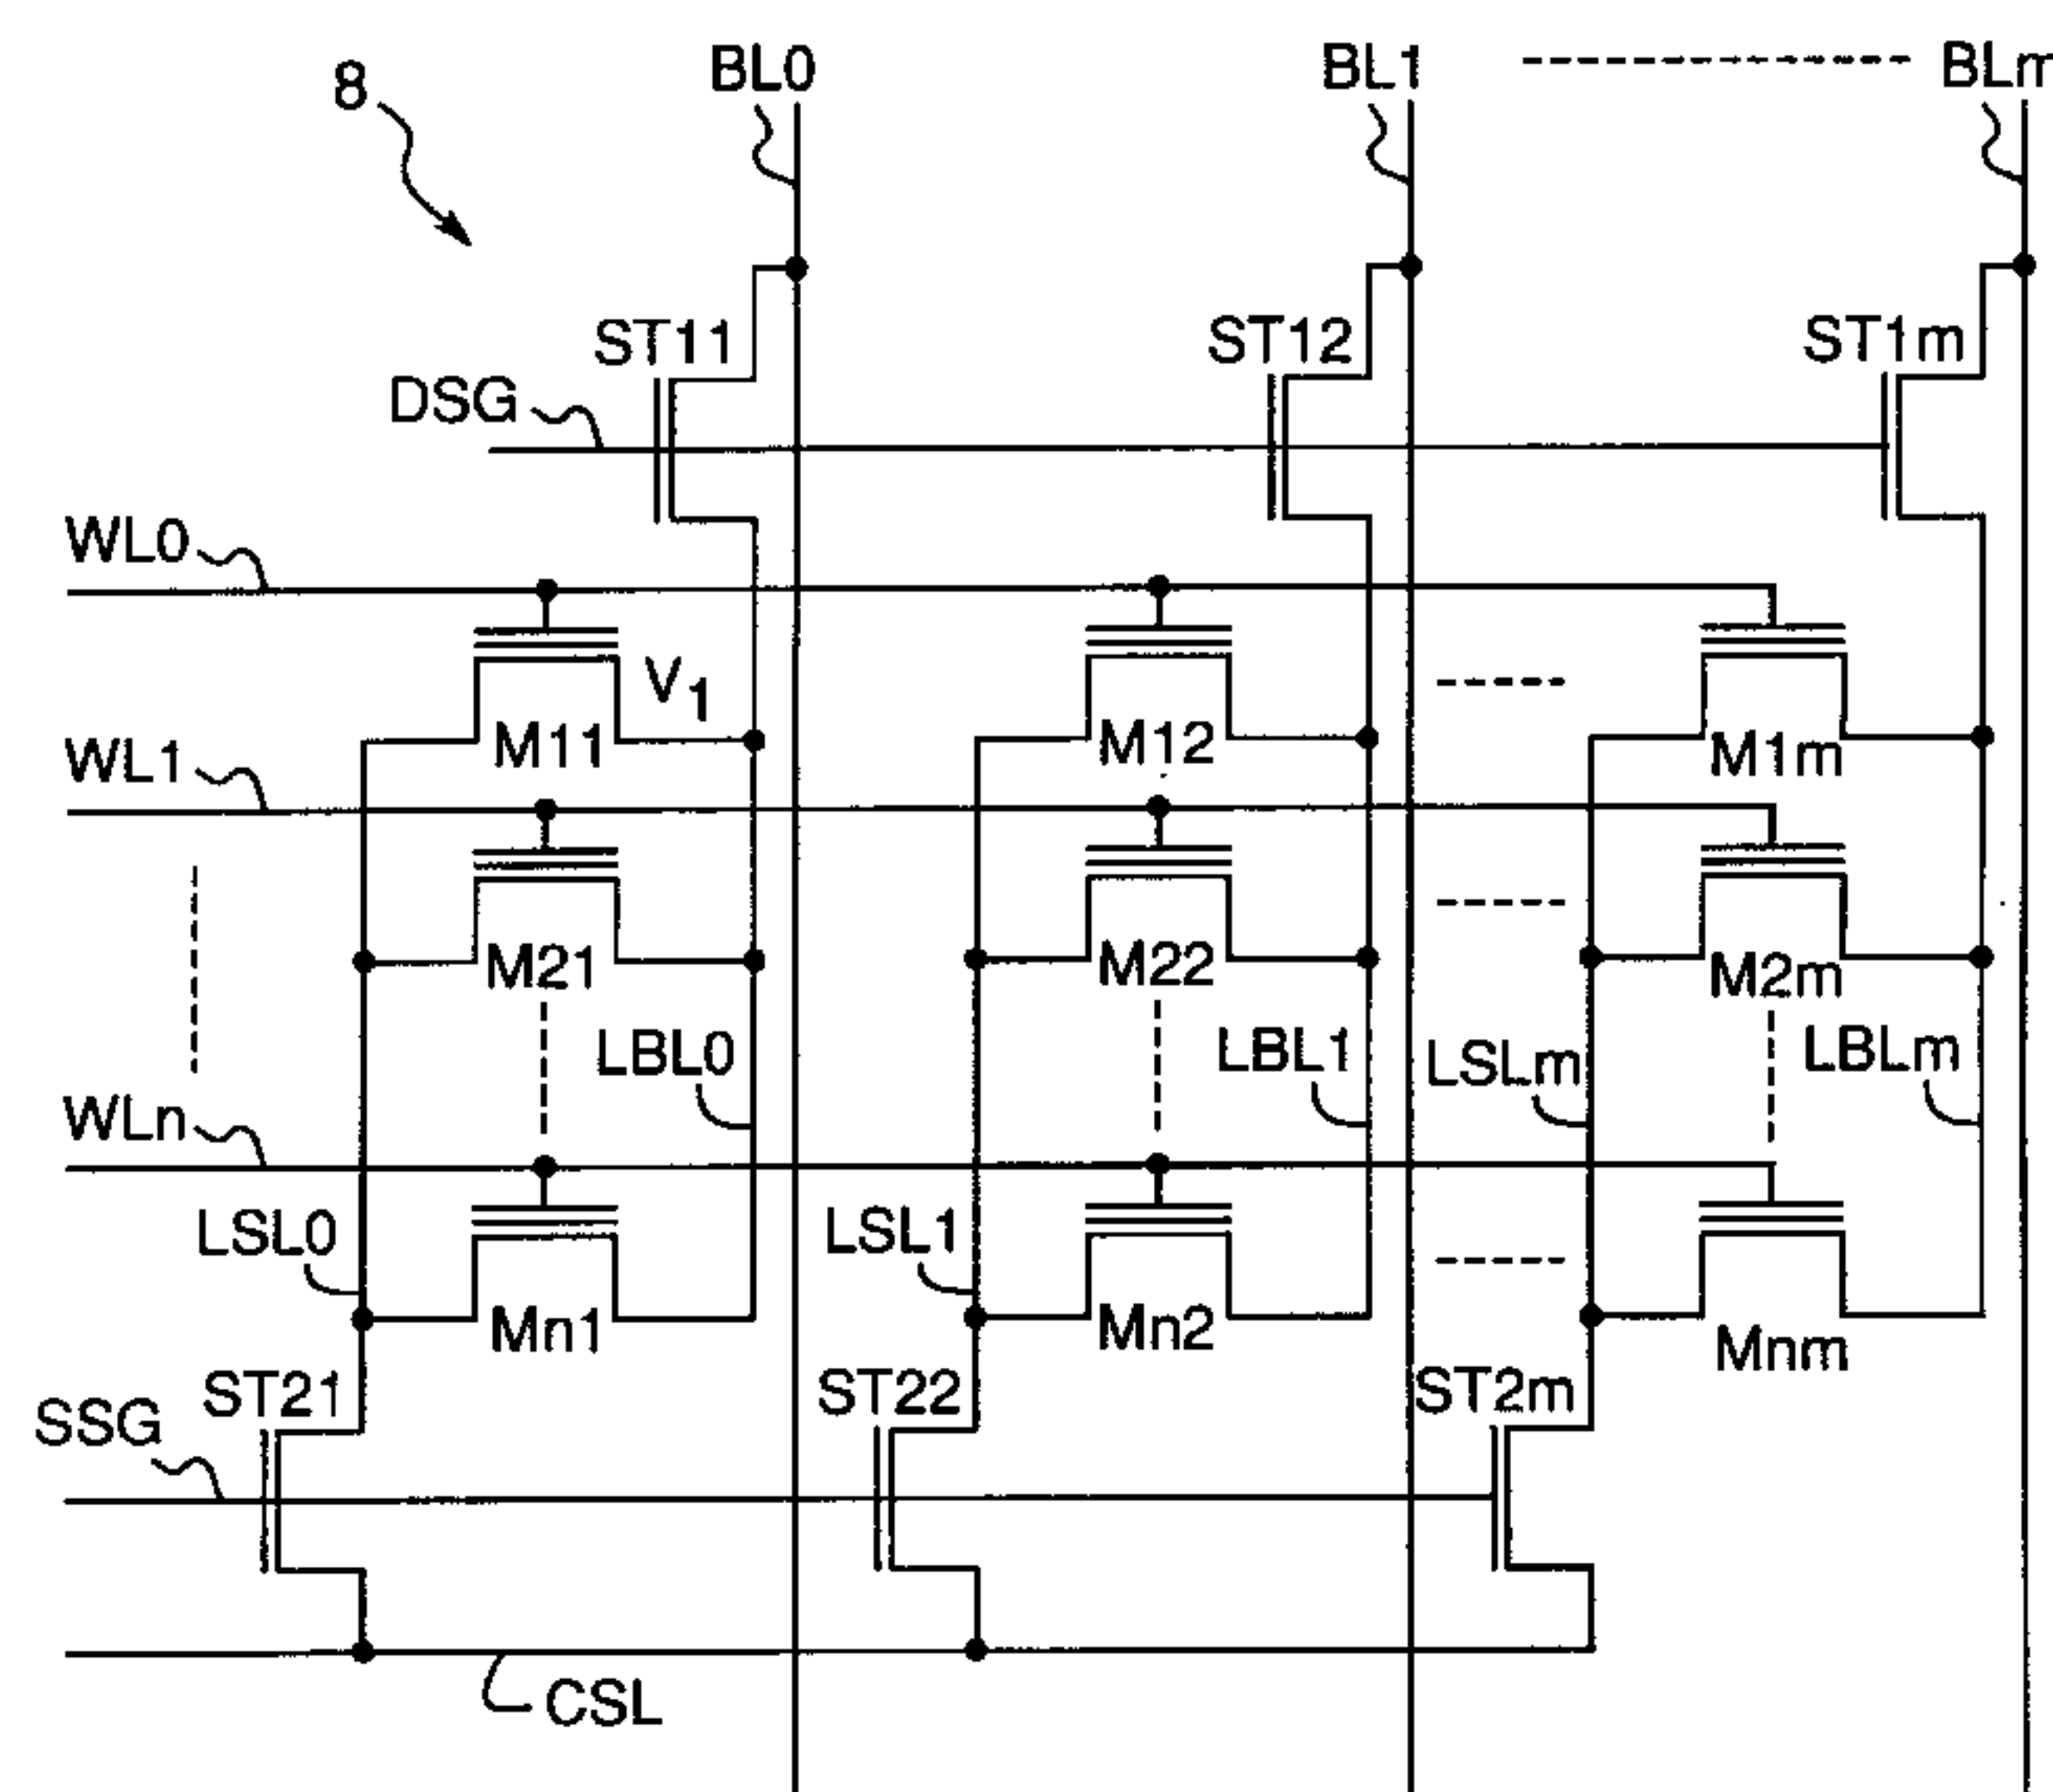 8
BL0
BL1
BLm
ST11
ST12
ST1m
DSG
WL0
V1
M11
M12
M1m
WL1
M21
M22
M2m
LBL0
LBL1
LSLm
LBLm
WLn
LSL0
LSL1
Mn1
Mn2
Mnm
ST21
ST22
ST2m
SSG
CSL